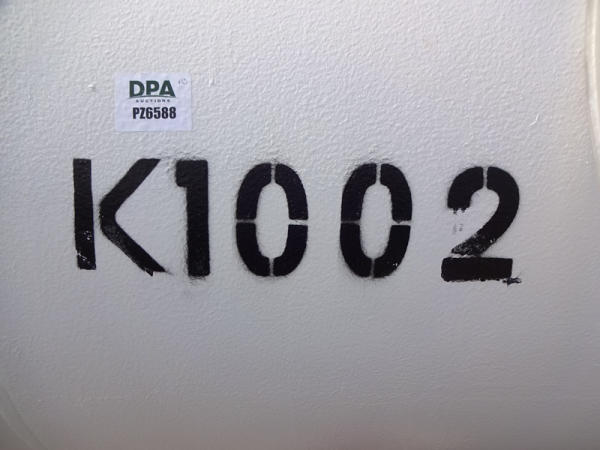 DPA
AUCTIONS
PZ6588
K1002